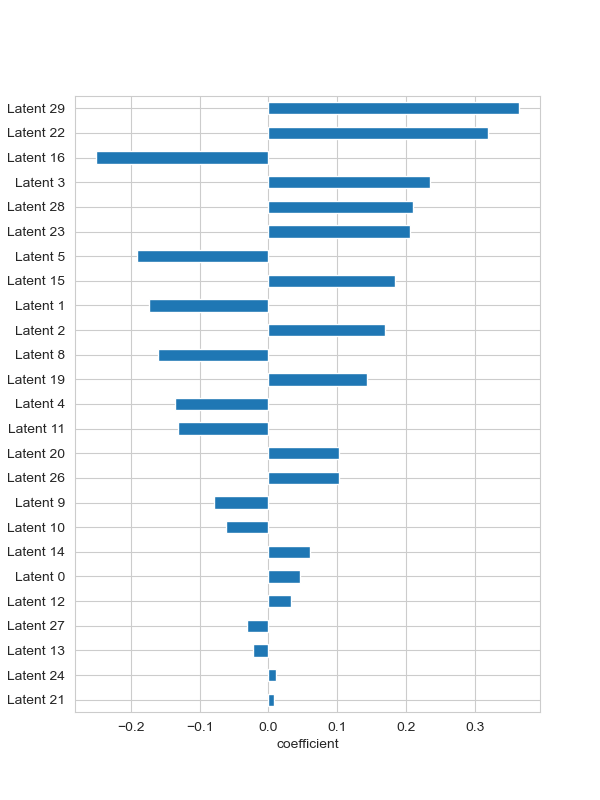 Latent 29
Latent 22
Latent 16
Latent 3
Latent 28
Latent 23
Latent 5
Latent 15
Latent 1
Latent 2
Latent 8
Latent 19
Latent 4
Latent 11
Latent 20
Latent 26
Latent 9
Latent 10
Latent 14
Latent 0
Latent 12
Latent 27
Latent 13
Latent 24
Latent 21
−0.2 −0.1 0.0 0.1 0.2 0.3
coefficient